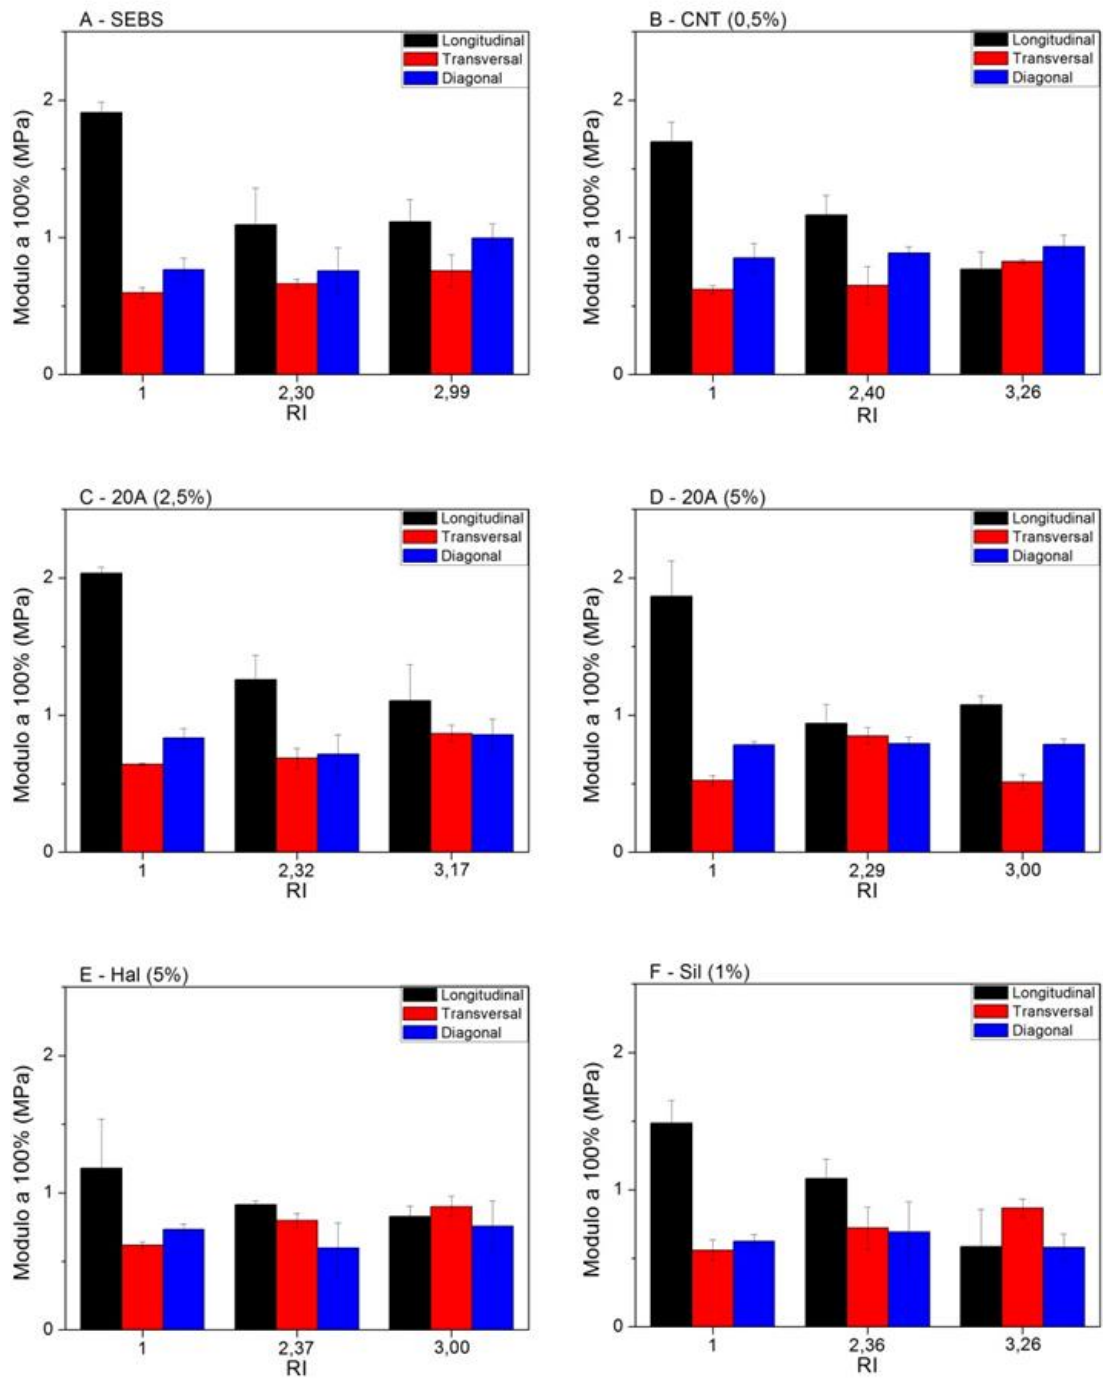 A - SEBS
Longitudinal
Transversal
Diagonal
Modulo a 100% (MPa)
2
1
0
1 2,30 2,99
RI
B - CNT (0,5%)
Longitudinal
Transversal
Diagonal
Modulo a 100% (MPa)
2
1
0
1 2,40 3,26
RI
C - 20A (2,5%)
Longitudinal
Transversal
Diagonal
Modulo a 100% (MPa)
2
1
0
1 2,32 3,17
RI
D - 20A (5%)
Longitudinal
Transversal
Diagonal
Modulo a 100% (MPa)
2
1
0
1 2,29 3,00
RI
E - Hal (5%)
Longitudinal
Transversal
Diagonal
Modulo a 100% (MPa)
2
1
0
1 2,37 3,00
RI
F - Sil (1%)
Longitudinal
Transversal
Diagonal
Modulo a 100% (MPa)
2
1
0
1 2,36 3,26
RI